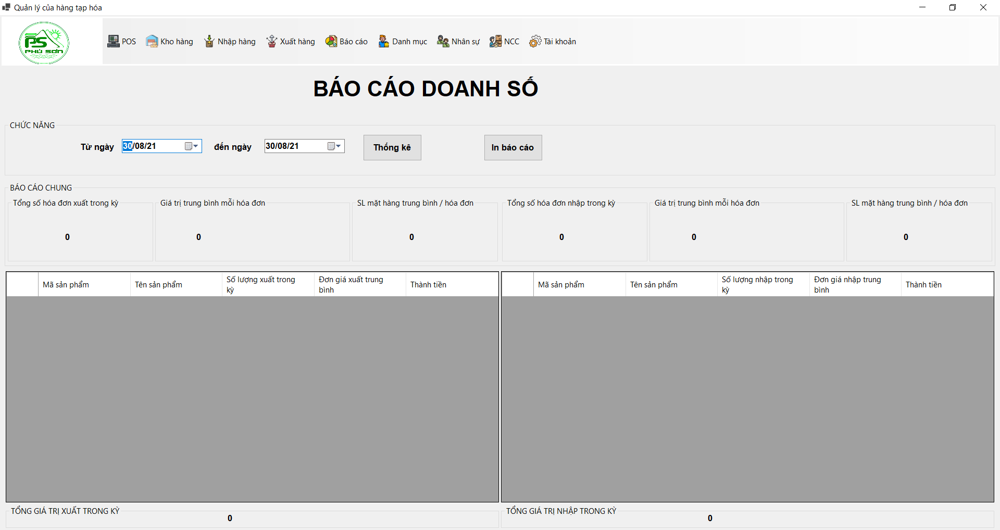 Quản lý của hàng tạp hóa
PS
PHÚ SƠN
POS
Kho hàng
Nhập hàng
Xuất hàng
Báo cáo
Danh mục
Nhân sự
NCC
Tài khoản
BÁO CÁO DOANH SỐ
CHỨC NĂNG
Từ ngày
30/08/21
đến ngày
30/08/21
Thống kê
In báo cáo
BÁO CÁO CHUNG
Tổng số hóa đơn xuất trong kỳ
0
Giá trị trung bình mỗi hóa đơn
0
SL mặt hàng trung bình / hóa đơn
0
Tổng số hóa đơn nhập trong kỳ
0
Giá trị trung bình mỗi hóa đơn
0
SL mặt hàng trung bình / hóa đơn
0
Mã sản phẩm
Tên sản phẩm
Số lượng xuất trong
kỳ
Đơn giá xuất trung
bình
Thành tiền
Mã sản phẩm
Tên sản phẩm
Số lượng nhập trong
kỳ
Đơn giá nhập trung
bình
Thành tiền
TỔNG GIÁ TRỊ XUẤT TRONG KỲ
0
TỔNG GIÁ TRỊ NHẬP TRONG KỲ
0